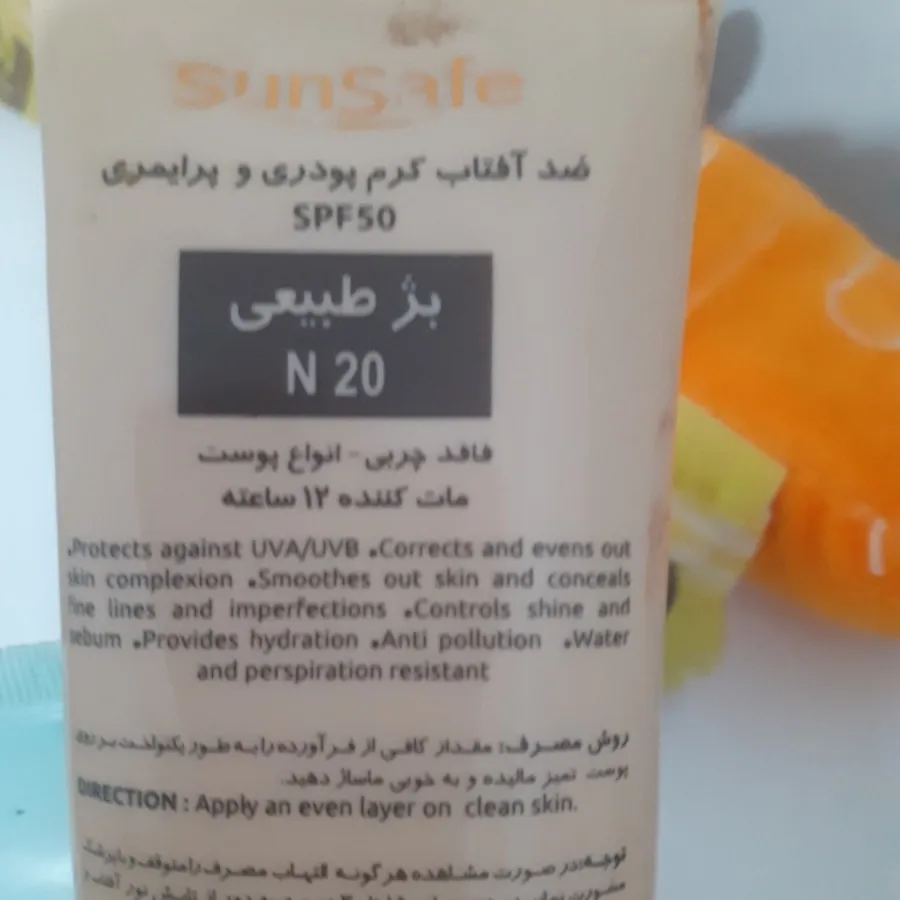 SunSafe
ضد آفتاب کرم پودری و پرایمری
SPF50
بژ طبیعی
N 20
فاقد چربی- انواع پوست
مات کننده ۱۲ ساعته
•Protects against UVA/UVB •Corrects and evens out
skin complexion •Smoothes out skin and conceals
fine lines and imperfections •Controls shine and
sebum •Provides hydration •Anti pollution •Water
and perspiration resistant
روش مصرف: مقدار کافی از فرآورده را به طور یکنواخت بر روی
پوست تمیز مالیده و به خوبی ماساژ دهید.
DIRECTION : Apply an even layer on clean skin.
توجه: در صورت مشاهده هرگونه التهاب مصرف را متوقف و با پزشک